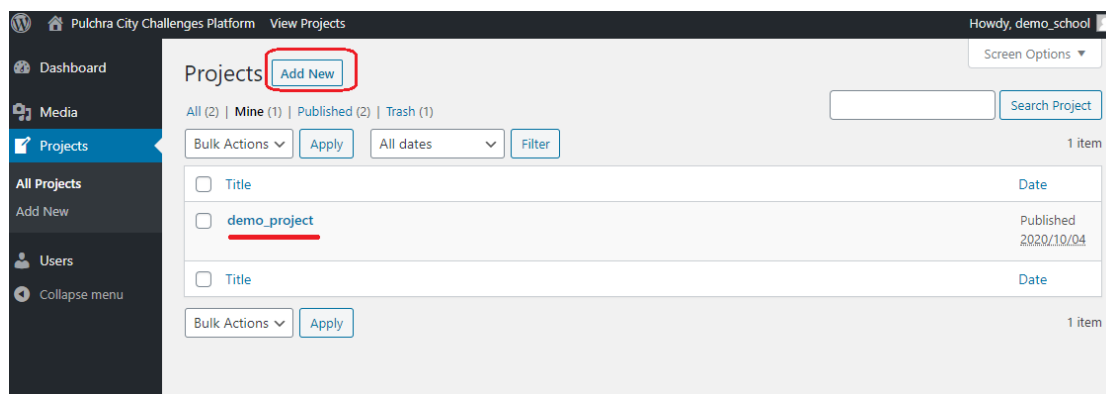 Pulchra City Challenges Platform View Projects Howdy, demo_school
Screen Options ▼
Dashboard
Media
Projects
All Projects
Add New
Users
Collapse menu
Projects Add New
All (2) | Mine (1) | Published (2) | Trash (1)
Search Project
Bulk Actions Apply All dates Filter 1 item
Title Date
demo_project Published
2020/10/04
Title Date
Bulk Actions Apply 1 item